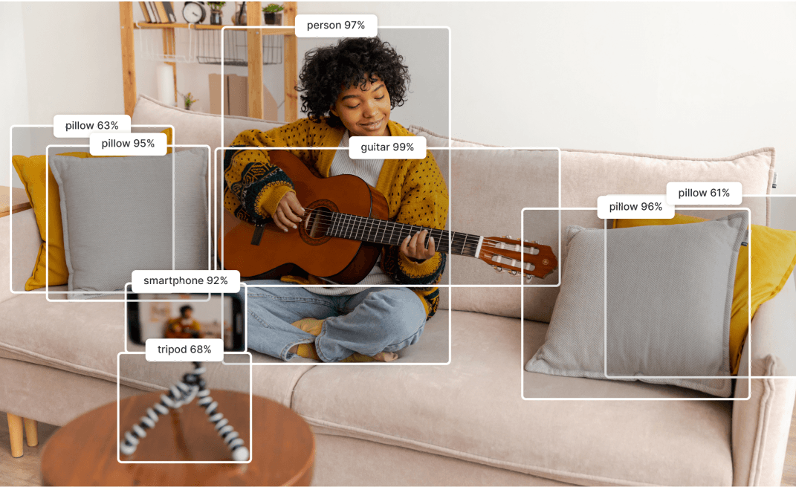 person 97%
pillow 63%
pillow 95%
guitar 99%
pillow 61%
pillow 96%
smartphone 92%
tripod 68%